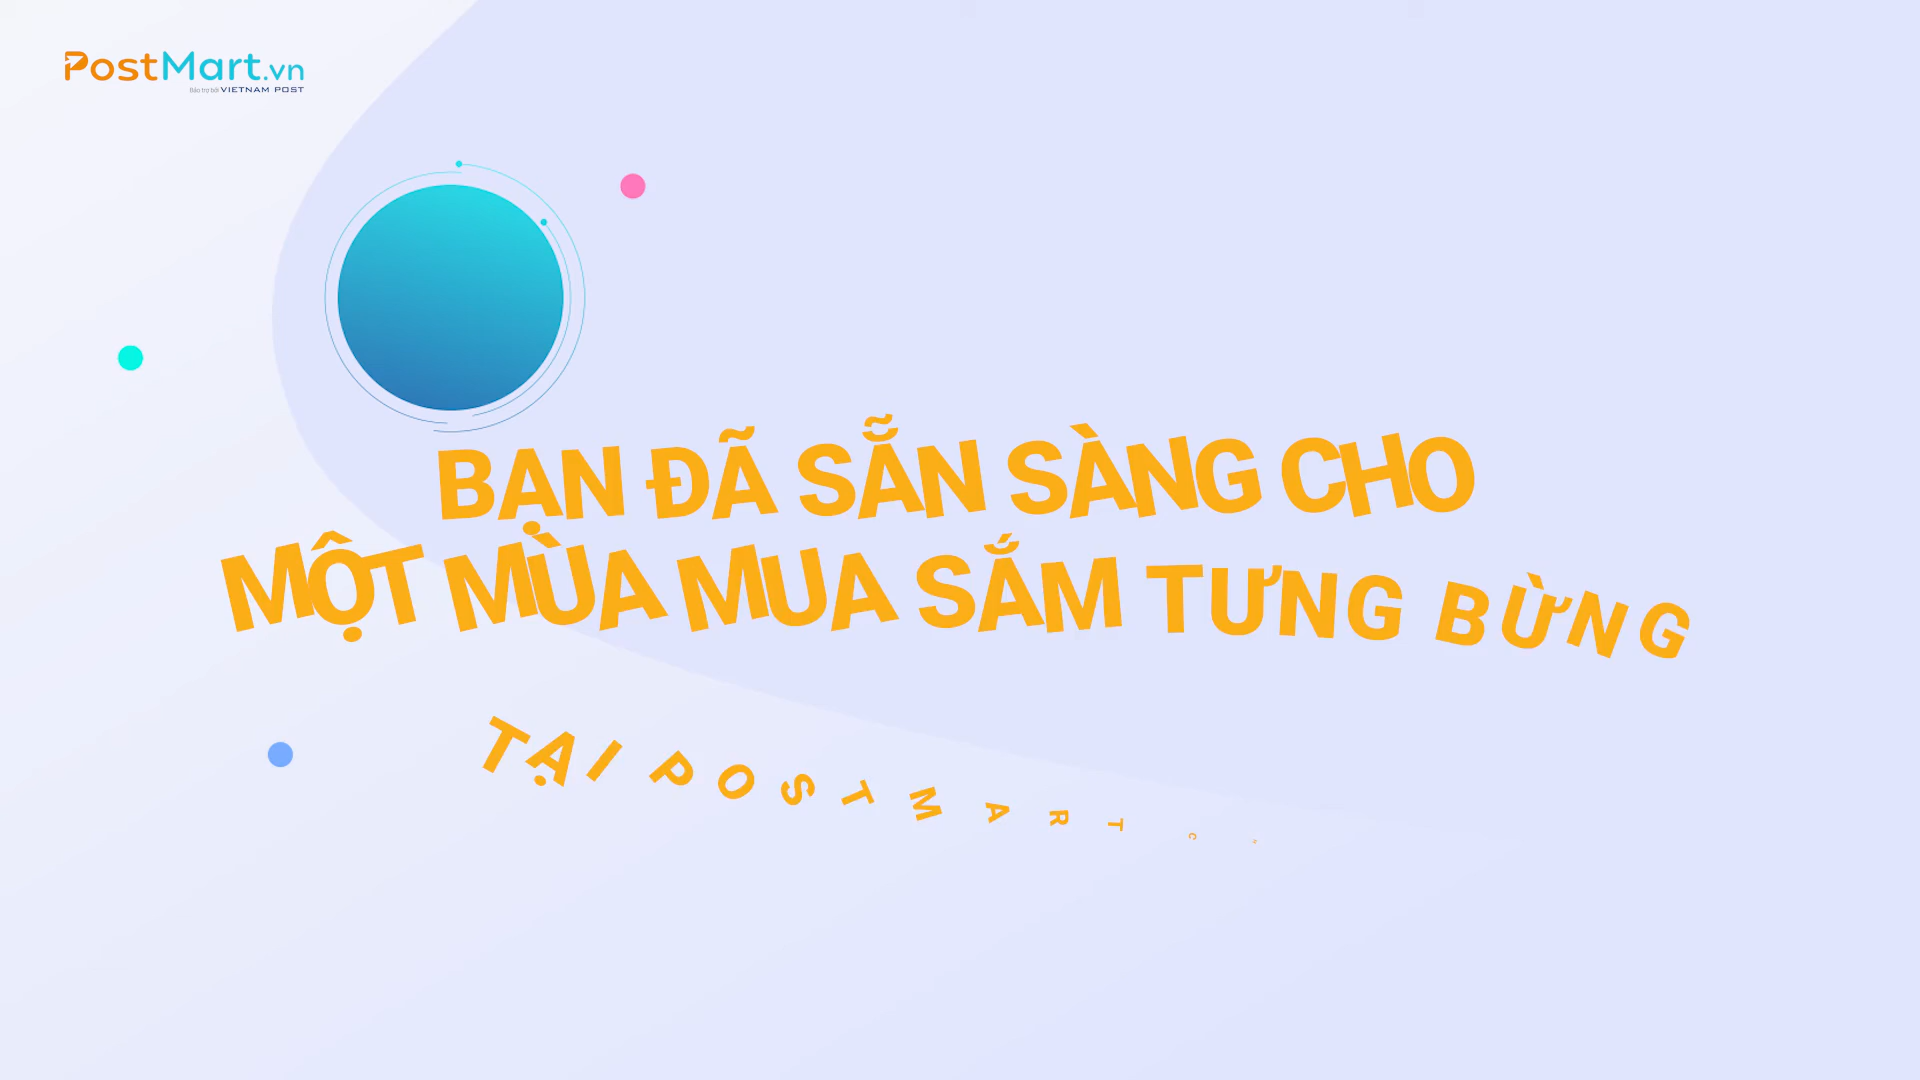 PostMart.vn
Bảo trợ bởi VIETNAM POST
BẠN ĐÃ SẴN SÀNG CHO
MỘT MÙA MUA SẮM TƯNG BỪNG
TẠI POSTMART C